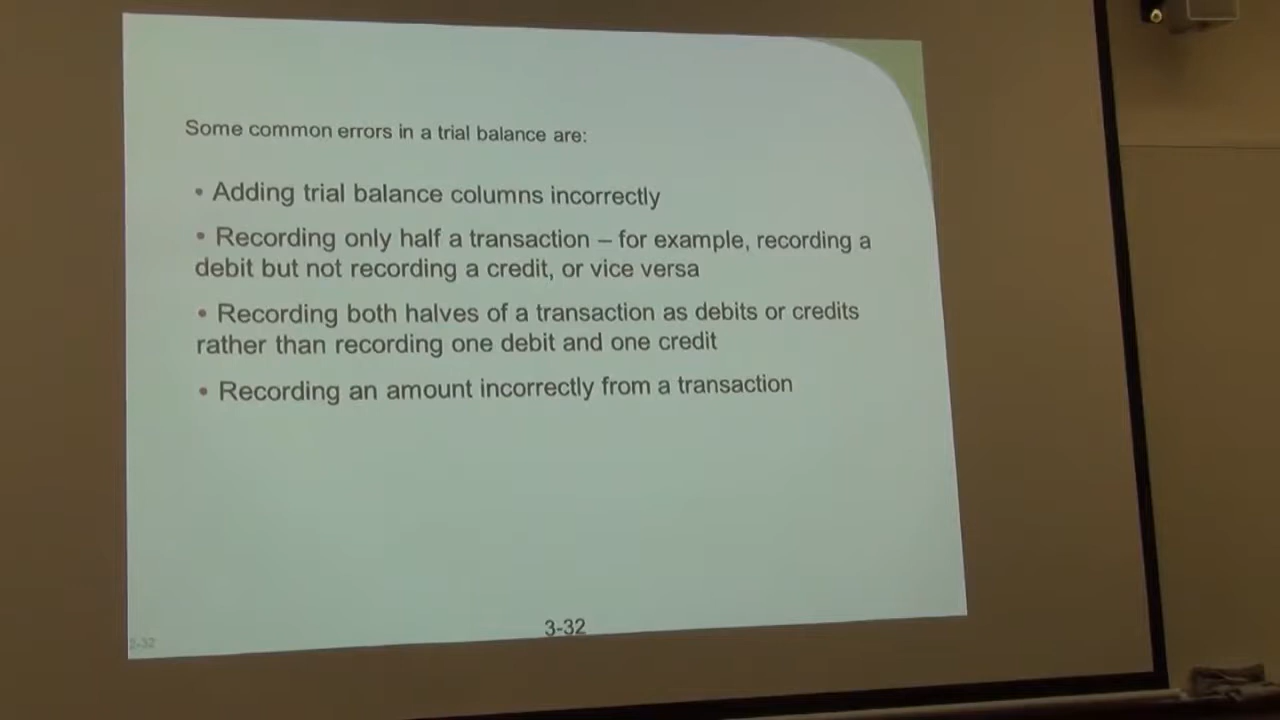 Some common errors in a trial balance are:
• Adding trial balance columns incorrectly
• Recording only half a transaction – for example, recording a
debit but not recording a credit, or vice versa
• Recording both halves of a transaction as debits or credits
rather than recording one debit and one credit
• Recording an amount incorrectly from a transaction
3-32